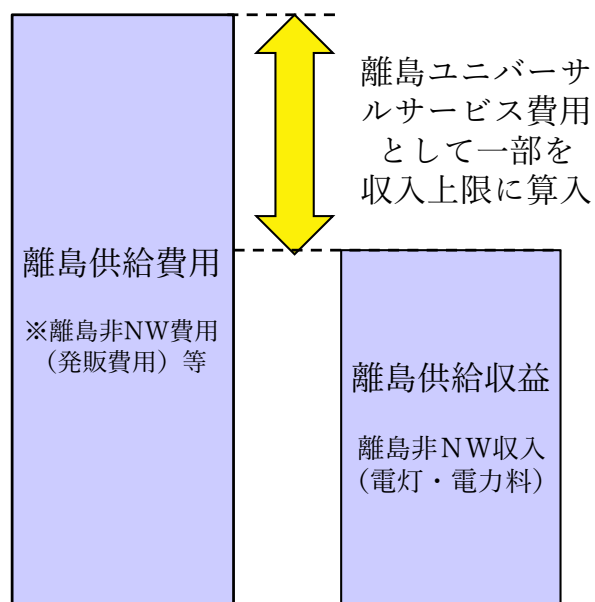 離島ユニバーサ
ルサービス費用
として一部を
収入上限に算入
離島供給費用
※離島非NW費用
（発販費用）等
離島供給収益
離島非ＮＷ収入
（電灯・電力料）